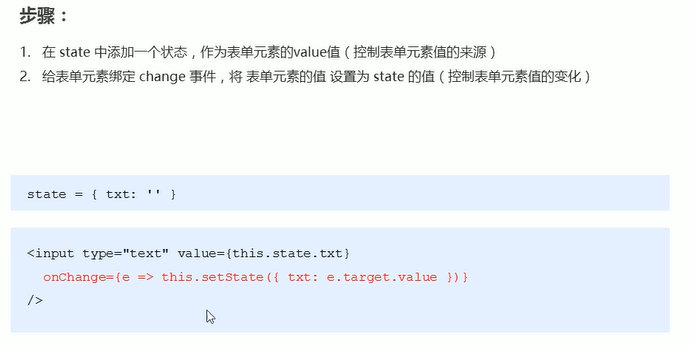 步骤：
1. 在 state 中添加一个状态，作为表单元素的value值（控制表单元素值的来源）
2. 给表单元素绑定 change 事件，将 表单元素的值 设置为 state 的值（控制表单元素值的变化）
state = { txt: '' }
<input type="text" value={this.state.txt}
onChange={e => this.setState({ txt: e.target.value })}
/>